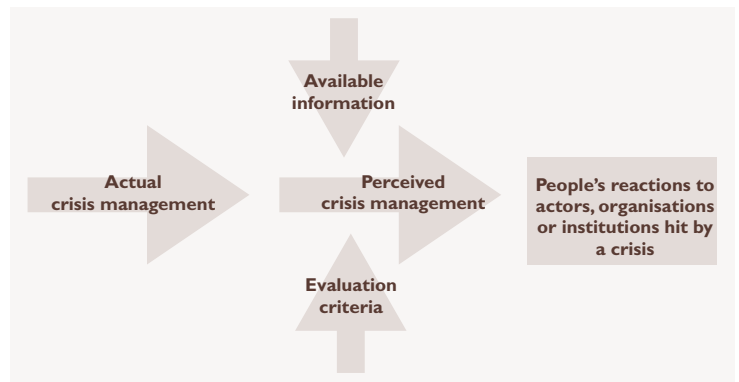 Available
information
Actual
crisis management
Perceived
crisis management
People’s reactions to
actors, organisations
or institutions hit by
a crisis
Evaluation
criteria